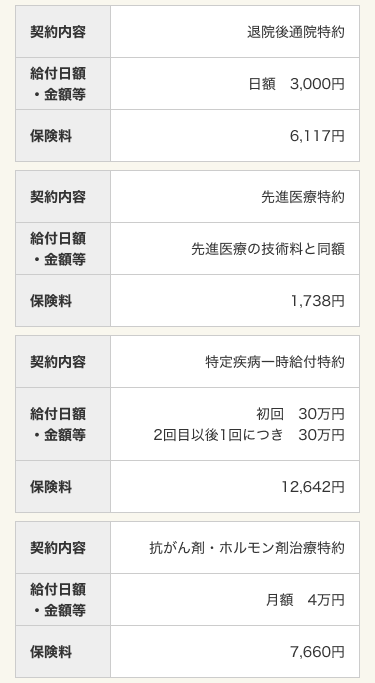 契約内容
退院後通院特約
給付日額
・金額等
日額　3,000円
保険料
6,117円
契約内容
先進医療特約
給付日額
・金額等
先進医療の技術料と同額
保険料
1,738円
契約内容
特定疾病一時給付特約
給付日額
・金額等
初回　30万円
2回目以後1回につき　30万円
保険料
12,642円
契約内容
抗がん剤・ホルモン剤治療特約
給付日額
・金額等
月額　4万円
保険料
7,660円